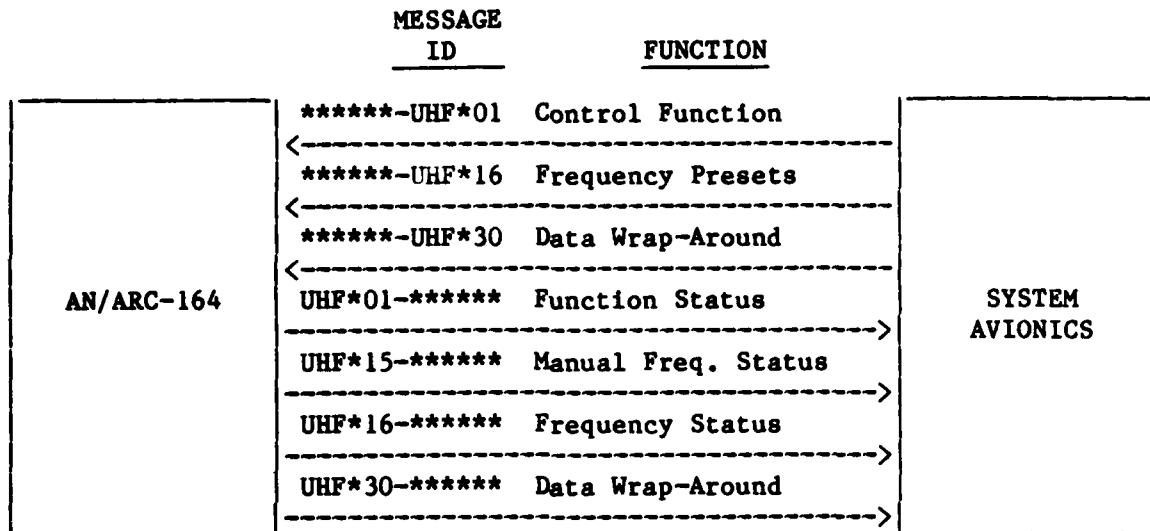 MESSAGE
ID FUNCTION
******-UHF*01 Control Function
******-UHF*16 Frequency Presets
******-UHF*30 Data Wrap-Around
AN/ARC-164 UHF*01-****** Function Status SYSTEM
AVIONICS
UHF*15-****** Manual Freq. Status
UHF*16-****** Frequency Status
UHF*30-****** Data Wrap-Around